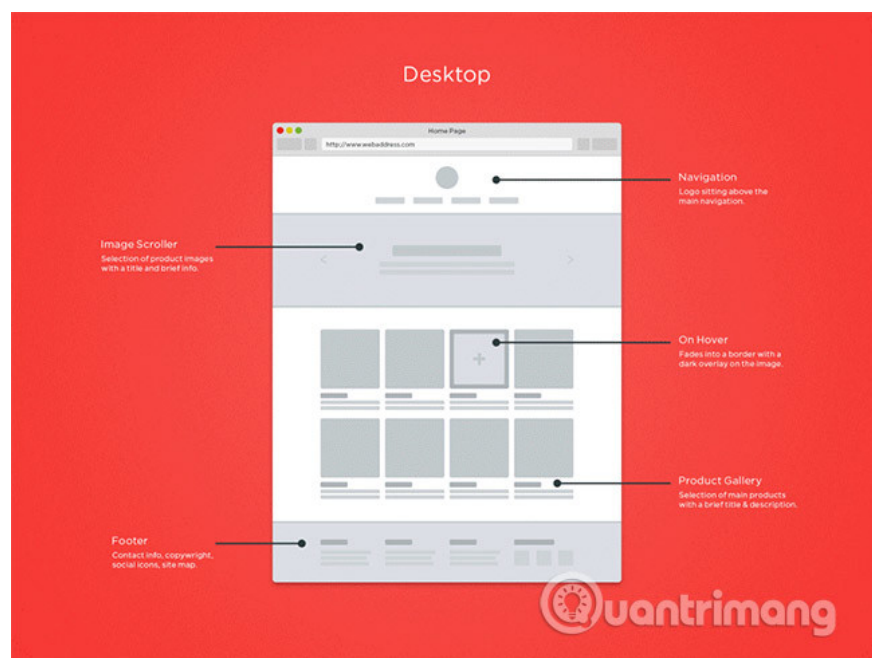 Desktop
Home Page
http://www.webaddress.com
Navigation
Logo sitting above the
main navigation.
Image Scroller
Selection of product images
with a title and brief info.
On Hover
Fades into a border with a
dark overlay on the image.
Product Gallery
Selection of main products
with a brief title & description.
Footer
Contact info, copywright,
social icons, site map.
Quantrimang